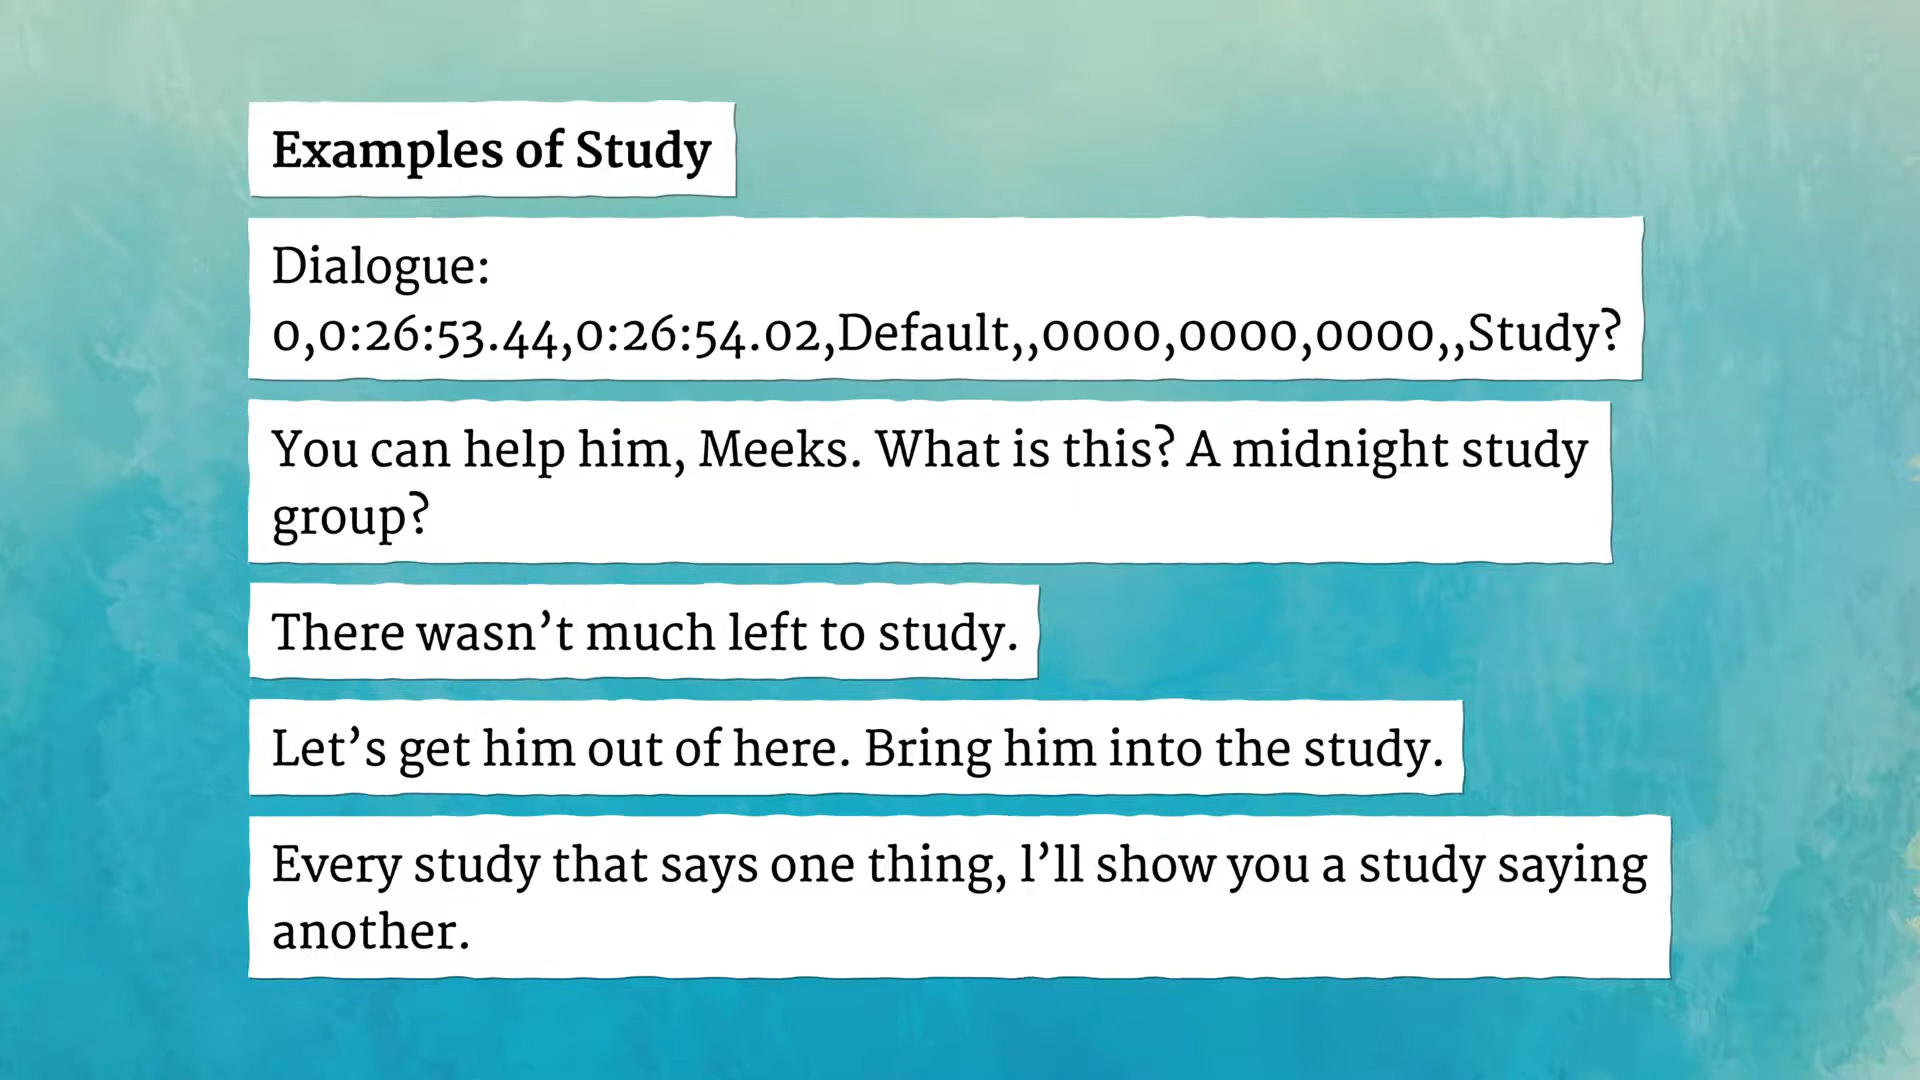 Examples of Study
Dialogue:
0,0:26:53.44,0:26:54.02,Default,,0000,0000,0000,,Study?
You can help him, Meeks. What is this? A midnight study
group?
There wasn’t much left to study.
Let’s get him out of here. Bring him into the study.
Every study that says one thing, I’ll show you a study saying
another.